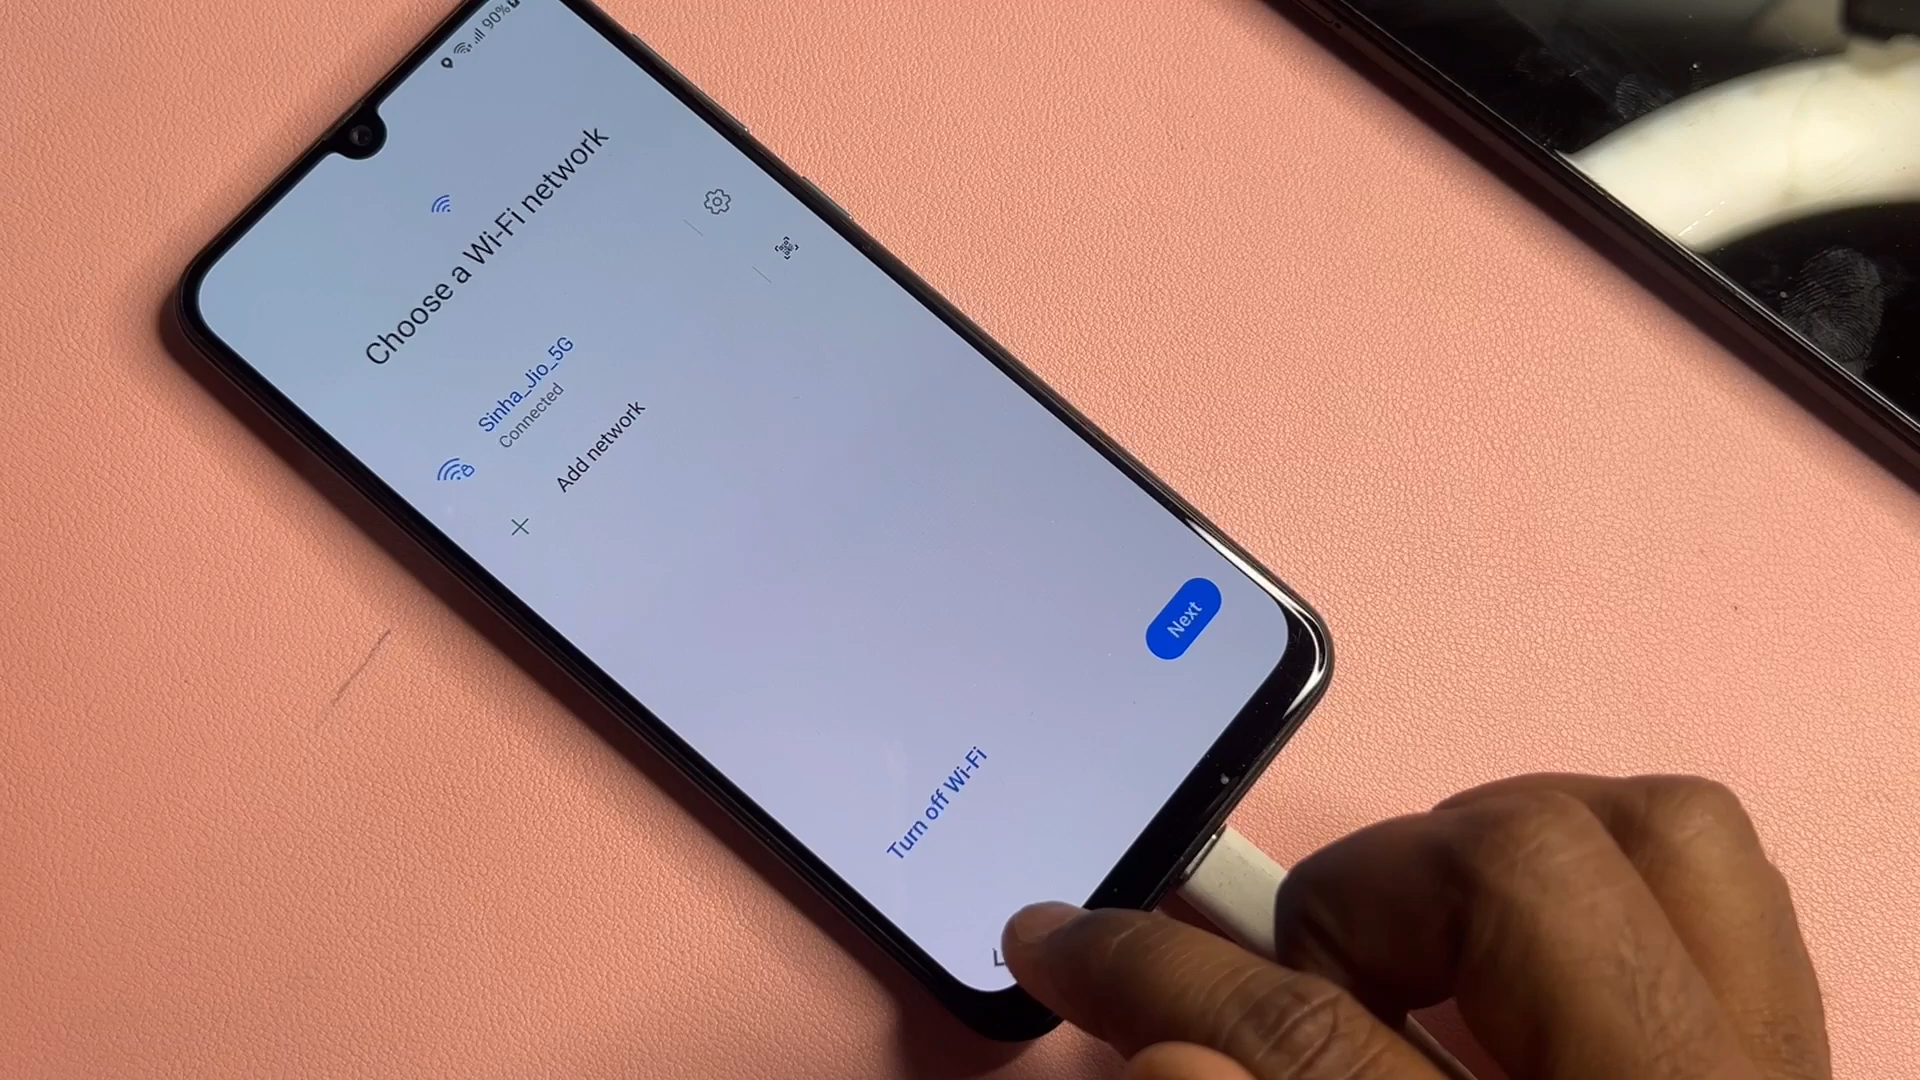 90%
Choose a Wi-Fi network
Sinha_Jio_5G
Connected
Add network
Next
Turn off Wi-Fi